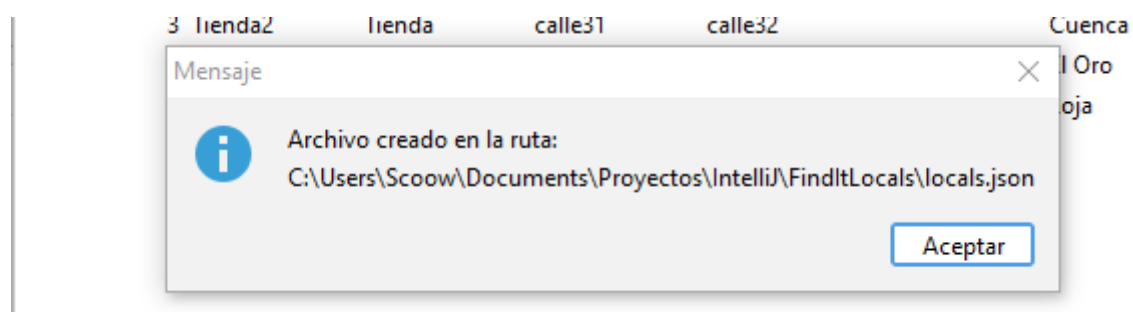 3 Tienda2 Tienda calle31 calle32 Cuenca
Mensaje
l Oro
oja
Archivo creado en la ruta:
C:\Users\Scoow\Documents\Proyectos\IntelliJ\FindItLocals\locals.json
Aceptar